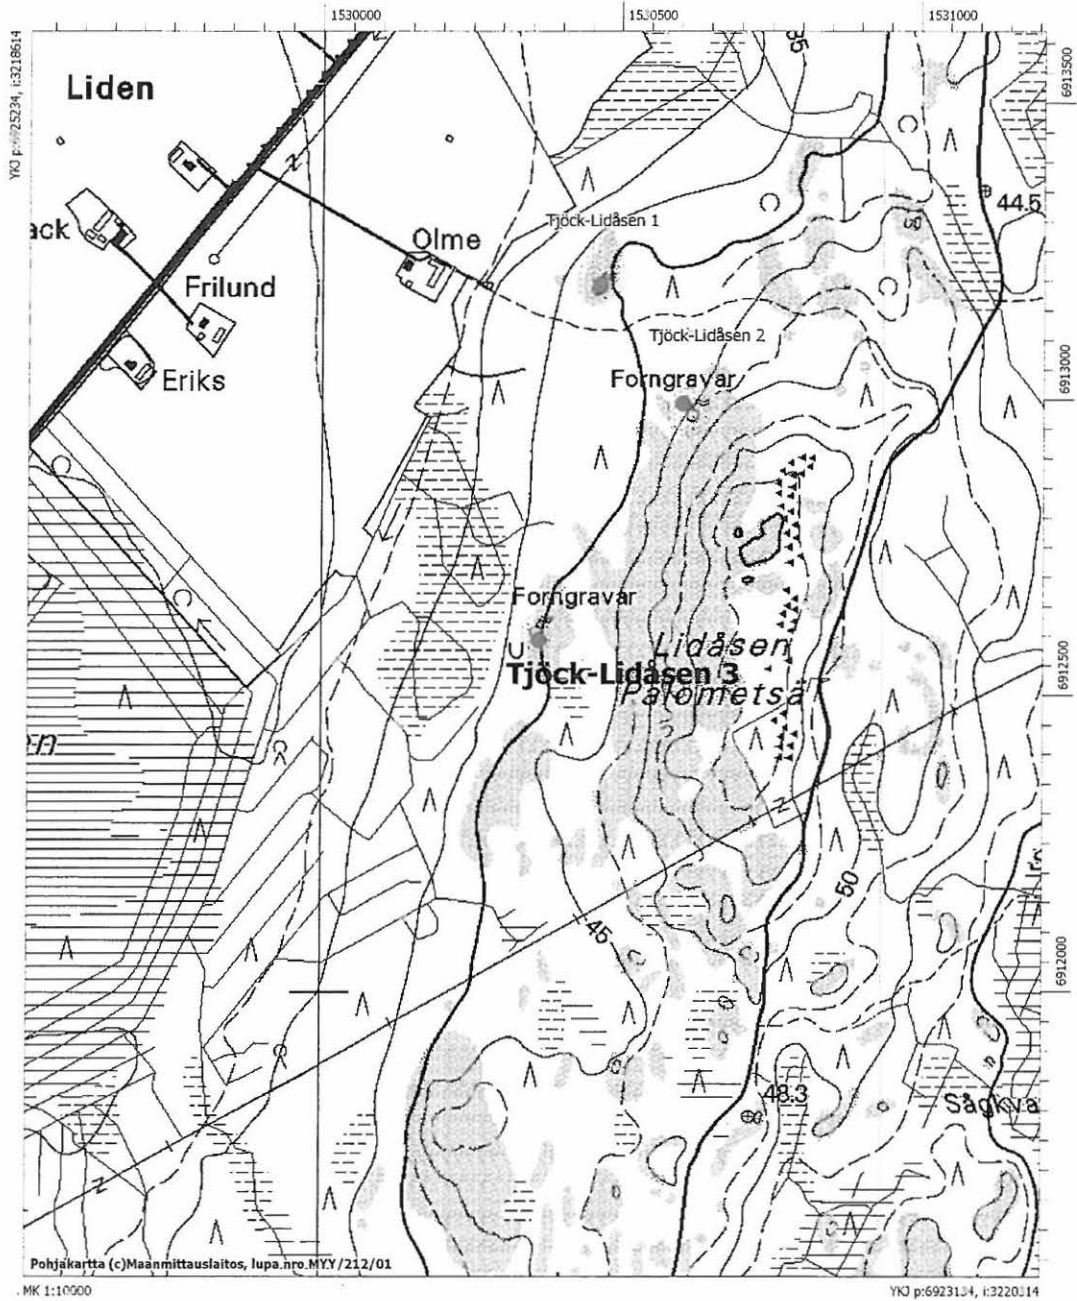 1530000
1530500
1531000
YKJ p:6925234, i:3218614
6913500
35
Liden
44.5
Tjöck-Lidåsen 1
ack
Olme
Frilund
Tjöck-Lidåsen 2
6913000
Forngravar
Eriks
Forngravar
U
Lidåsen
Tjöck-Lidåsen 3
Palometsä
6912500
50
45
6912000
48.3
Sågkva
Pohjakartta (c)Maanmittauslaitos, lupa.nro.MYY/212/01
MK 1:10000
YKJ p:6923134, i:3220314